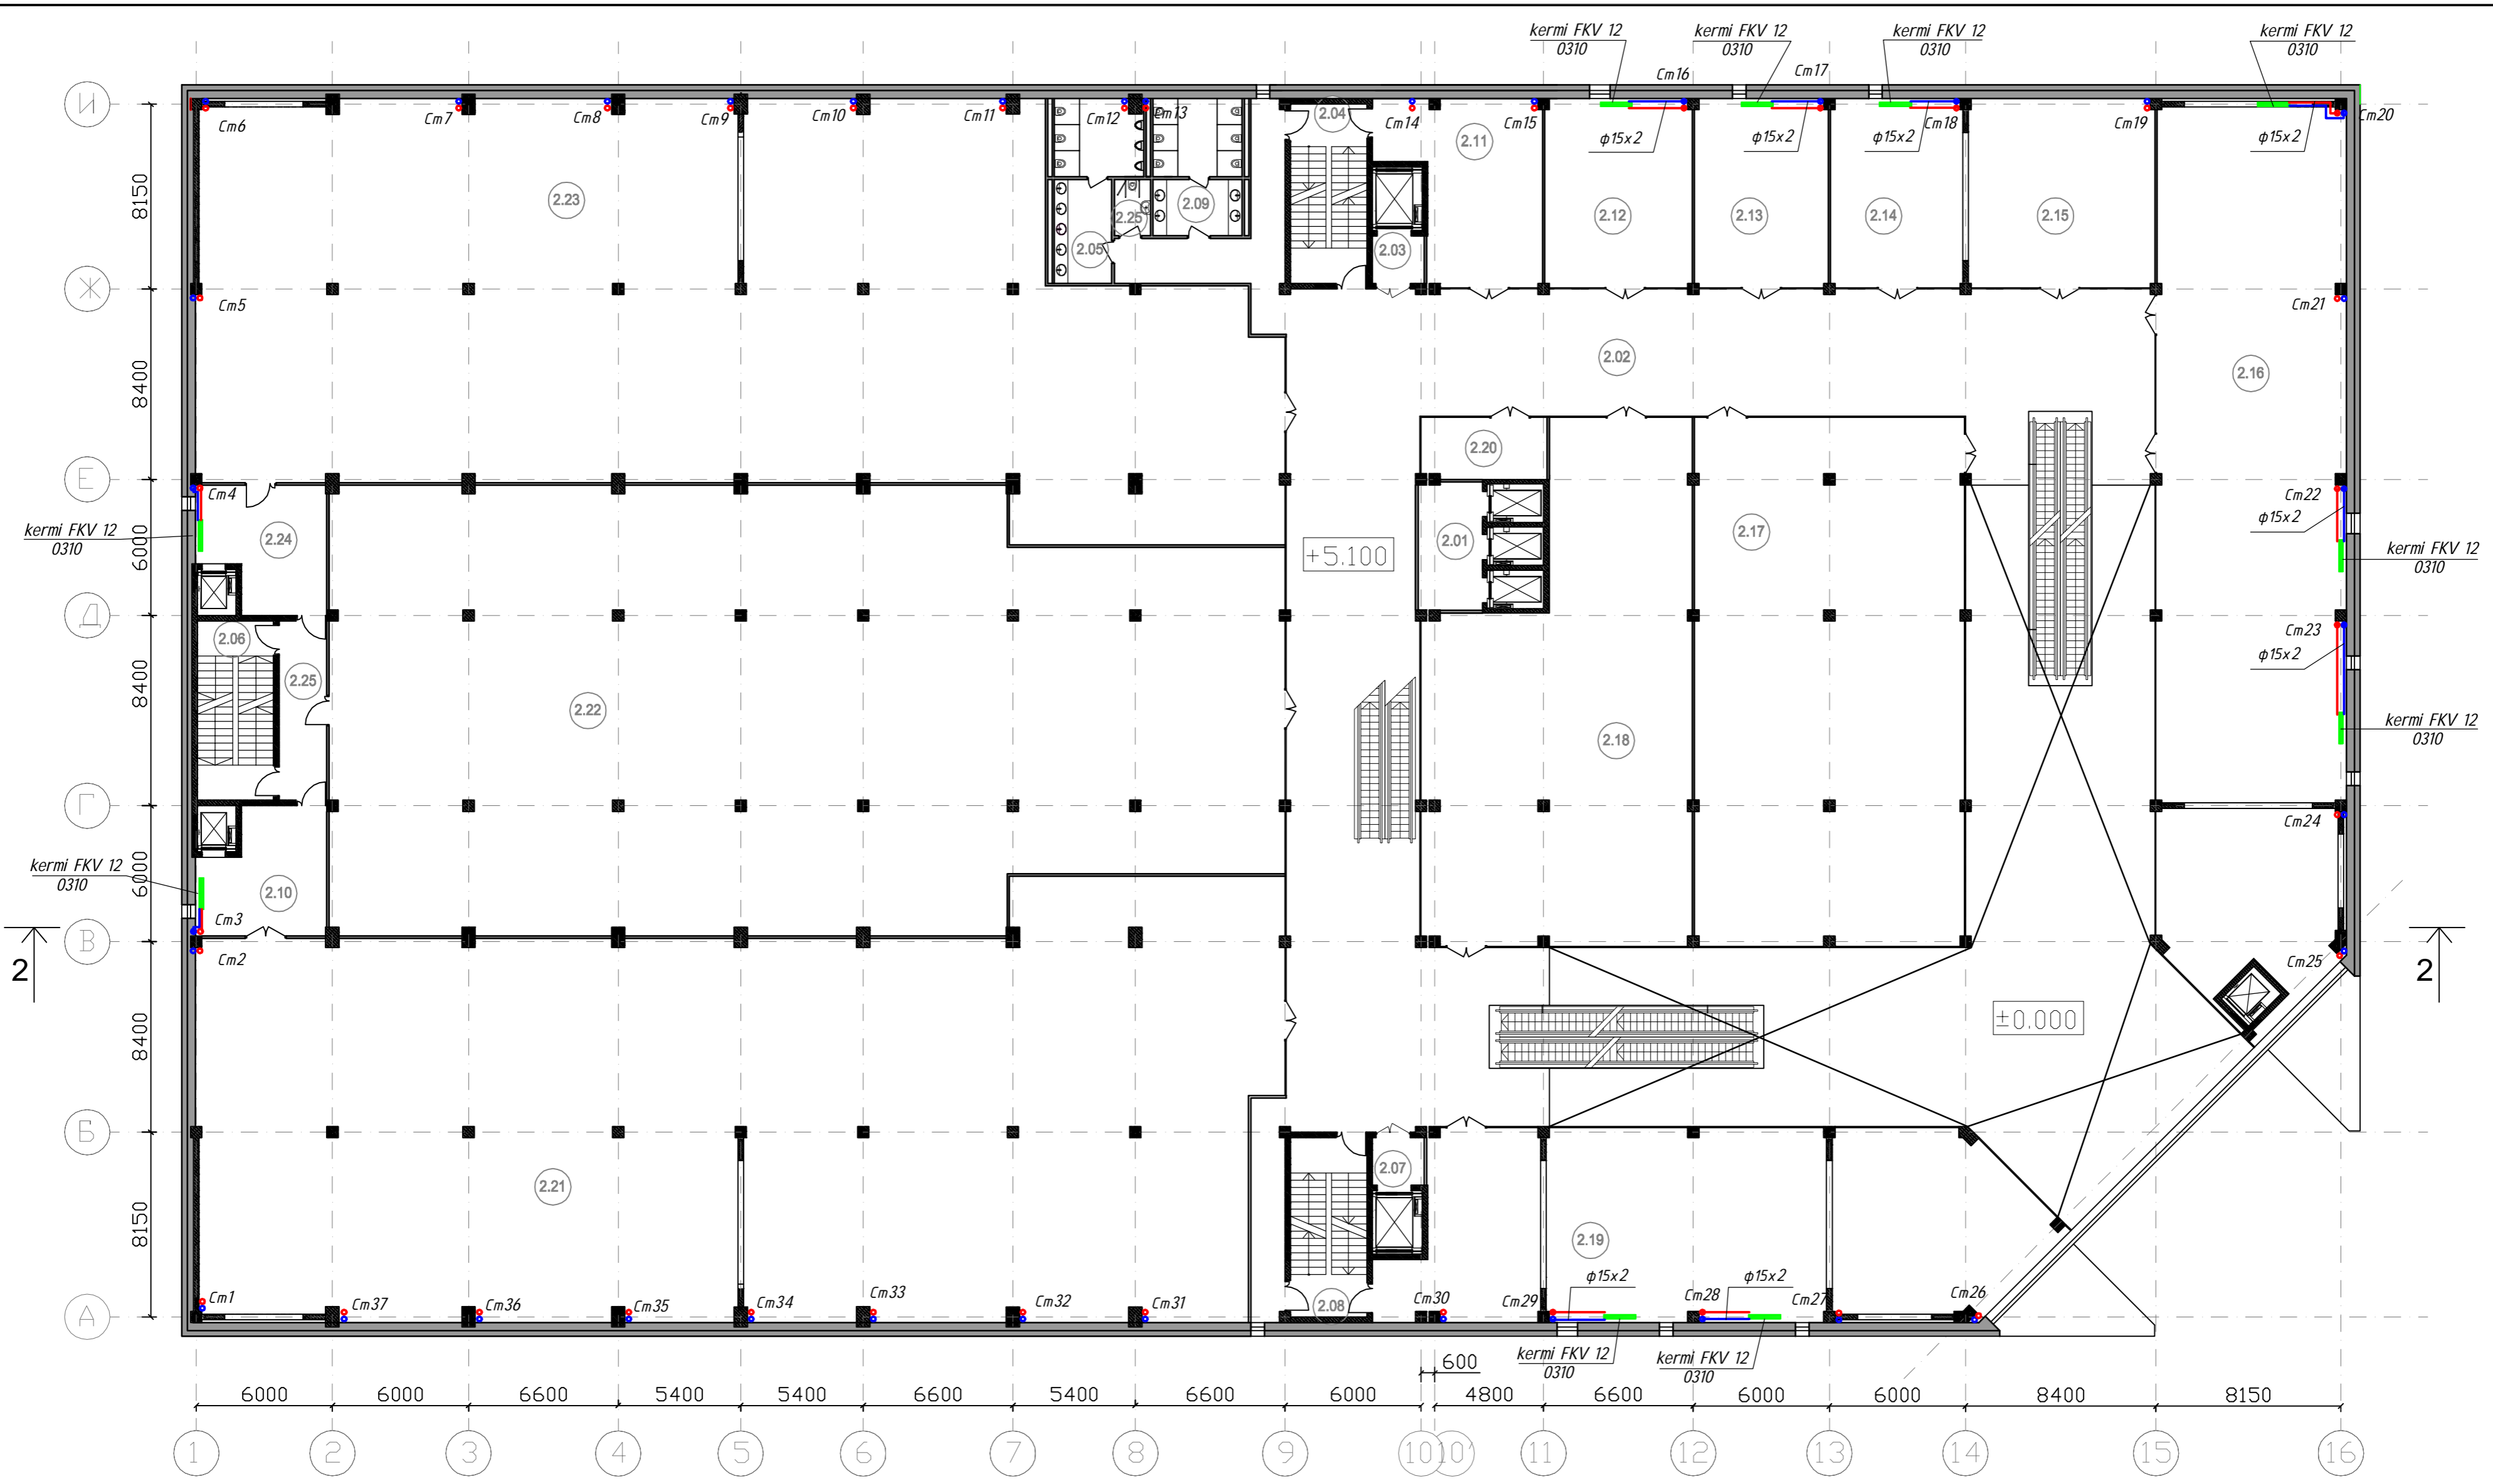 kermi FKV 12
0310
kermi FKV 12
0310
kermi FKV 12
0310
kermi FKV 12
0310
Ст16
Ст17
И
Ст6
Ст7
Ст8
Ст9
Ст10
Ст11
Ст12
Ст13
2.04
Ст14
Ст15
Ст18
Ст19
Ст20
φ15х2
φ15х2
φ15х2
φ15х2
2.11
8150
2.23
2.25
2.09
2.05
2.03
2.12
2.13
2.14
2.15
Ж
Ст5
Ст21
8400
2.02
2.16
2.20
Е
Ст4
Ст22
φ15х2
kermi FKV 12
0310
6000
2.24
+5.100
2.01
2.17
kermi FKV 12
0310
Д
2.06
Ст23
φ15х2
8400
2.25
2.22
2.18
kermi FKV 12
0310
Г
Ст24
kermi FKV 12
0310
6000
2.10
Ст3
В
2
Ст2
Ст25
2
8400
±0.000
Б
2.21
2.07
8150
2.19
φ15х2
φ15х2
Ст1
Ст37
Ст36
Ст35
Ст34
Ст33
Ст32
Ст31
2.08
Ст30
Ст29
Ст28
Ст27
Ст26
А
kermi FKV 12
0310
kermi FKV 12
0310
600
6000
6000
6600
5400
5400
6600
5400
6600
6000
4800
6600
6000
6000
8400
8150
1
2
3
4
5
6
7
8
9
10
10'
11
12
13
14
15
16